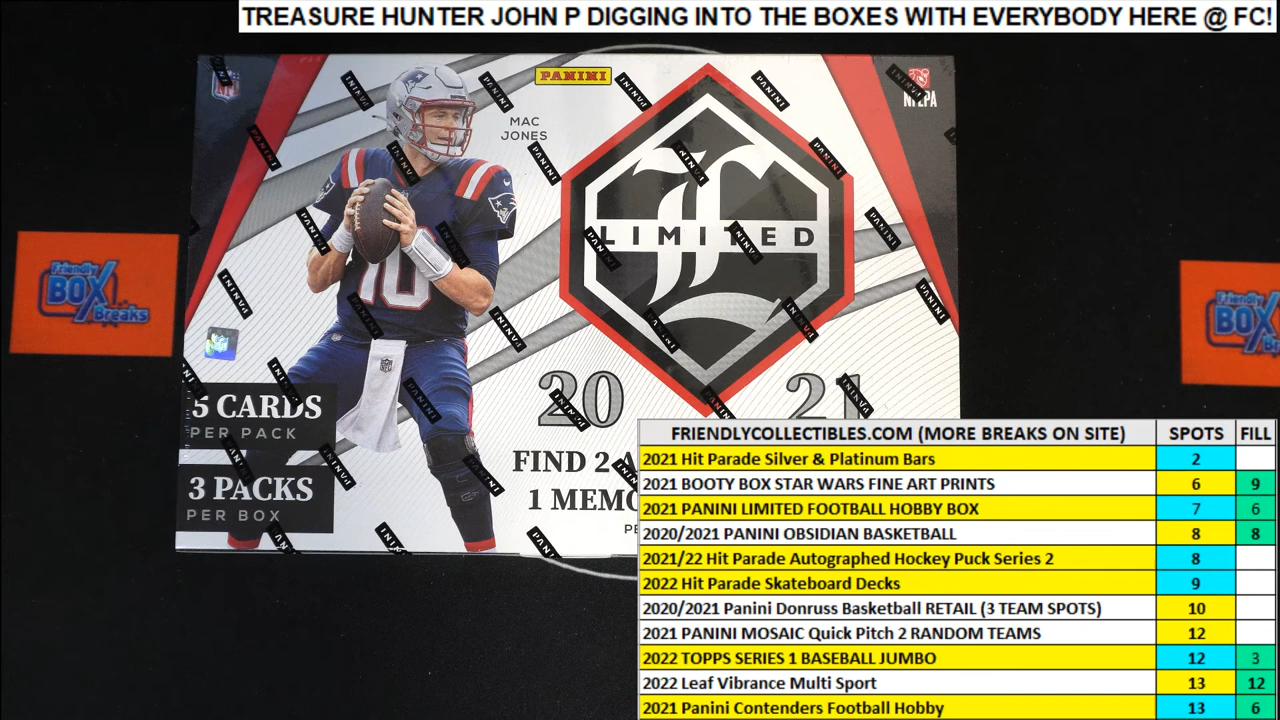 TREASURE HUNTER JOHN P DIGGING INTO THE BOXES WITH EVERYBODY HERE @ FC!
NFL
PANINI
NFLPA
MAC
JONES
LIMITED
10
Friendly
BOX
Breaks
Friendly
BOX
20 21
5 CARDS
PER PACK
3 PACKS
PER BOX
FIND 2 A
1 MEMO
PE
FRIENDLYCOLLECTIBLES.COM (MORE BREAKS ON SITE) SPOTS FILL
2021 Hit Parade Silver & Platinum Bars 2
2021 BOOTY BOX STAR WARS FINE ART PRINTS 6 9
2021 PANINI LIMITED FOOTBALL HOBBY BOX 7 6
2020/2021 PANINI OBSIDIAN BASKETBALL 8 8
2021/22 Hit Parade Autographed Hockey Puck Series 2 8
2022 Hit Parade Skateboard Decks 9
2020/2021 Panini Donruss Basketball RETAIL (3 TEAM SPOTS) 10
2021 PANINI MOSAIC Quick Pitch 2 RANDOM TEAMS 12
2022 TOPPS SERIES 1 BASEBALL JUMBO 12 3
2022 Leaf Vibrance Multi Sport 13 12
2021 Panini Contenders Football Hobby 13 6